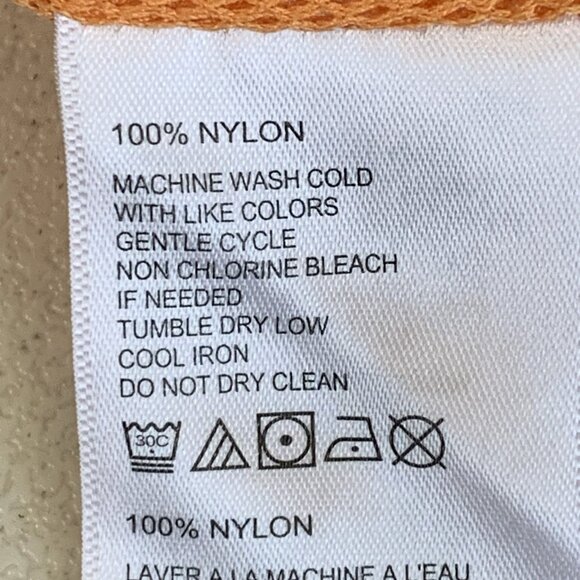 100% NYLON
MACHINE WASH COLD
WITH LIKE COLORS
GENTLE CYCLE
NON CHLORINE BLEACH
IF NEEDED
TUMBLE DRY LOW
COOL IRON
DO NOT DRY CLEAN
30C
100% NYLON
LAVER A LA MACHINE A L'EAU